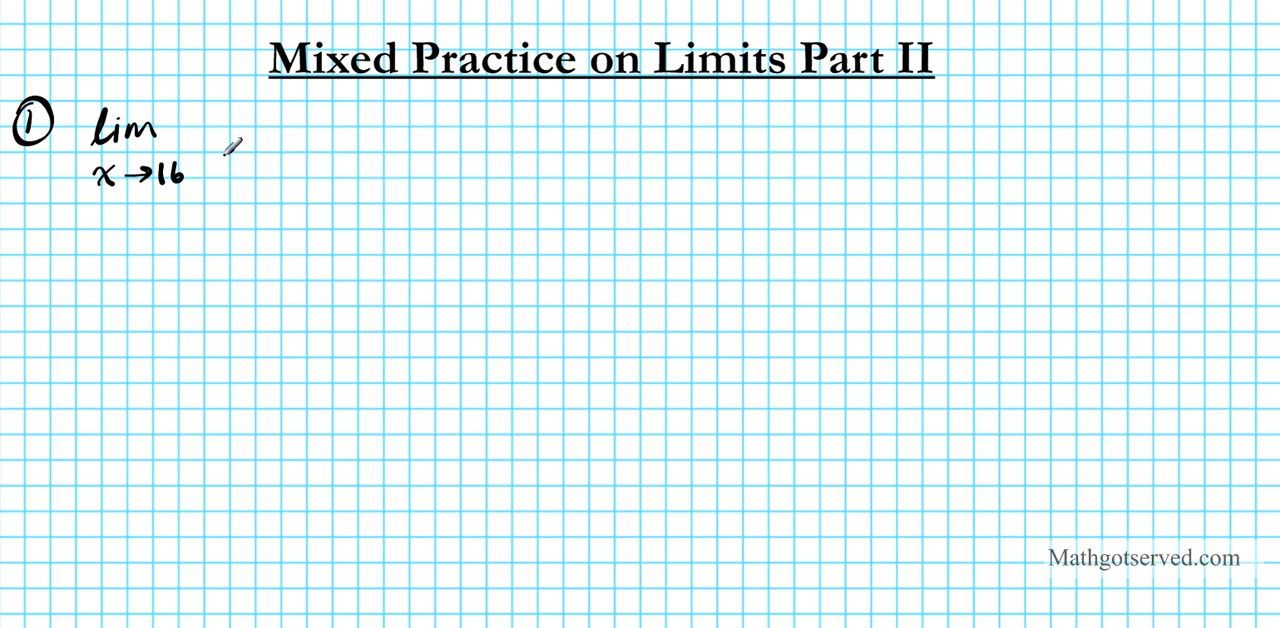 Mixed Practice on Limits Part II
① lim
x→16
Mathgotserved.com